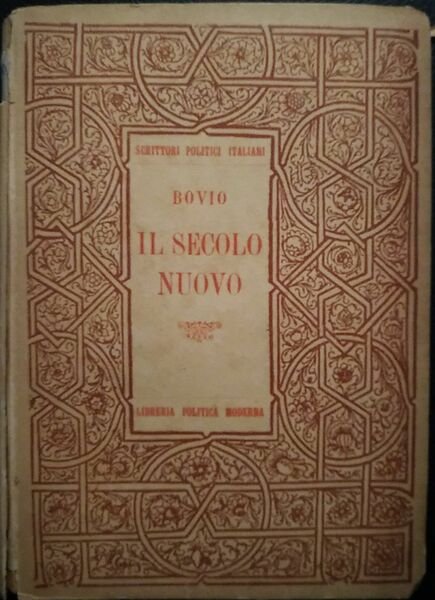 SCRITTORI POLITICI ITALIANI
BOVIO
IL SECOLO
NUOVO
LIBRERIA POLITICA MODERNA